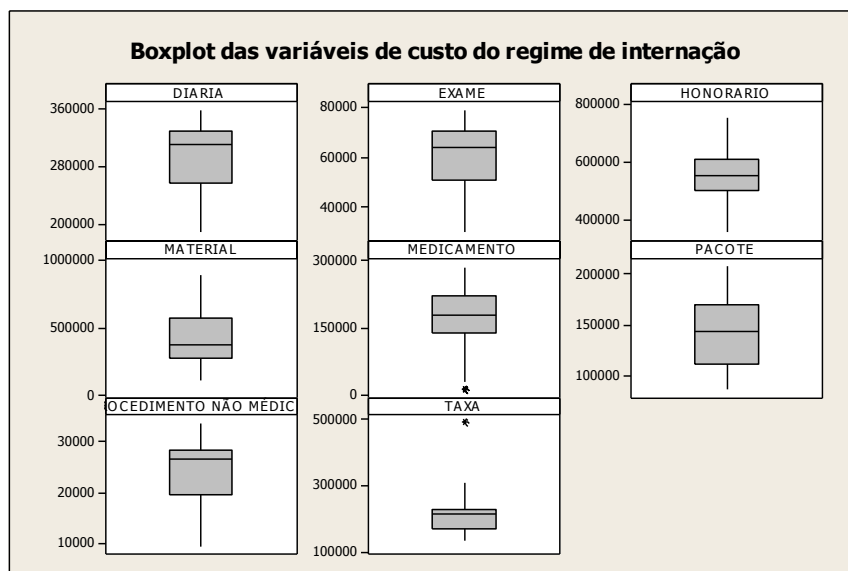 Boxplot das variáveis de custo do regime de internação
DIARIA
360000
280000
200000
EXAME
80000
60000
40000
HONORARIO
800000
600000
400000
MATERIAL
1000000
500000
0
MEDICAMENTO
300000
150000
0
PACOTE
200000
150000
100000
OCEDIMENTO NÃO MÉDIC
30000
20000
10000
TAXA
500000
300000
100000